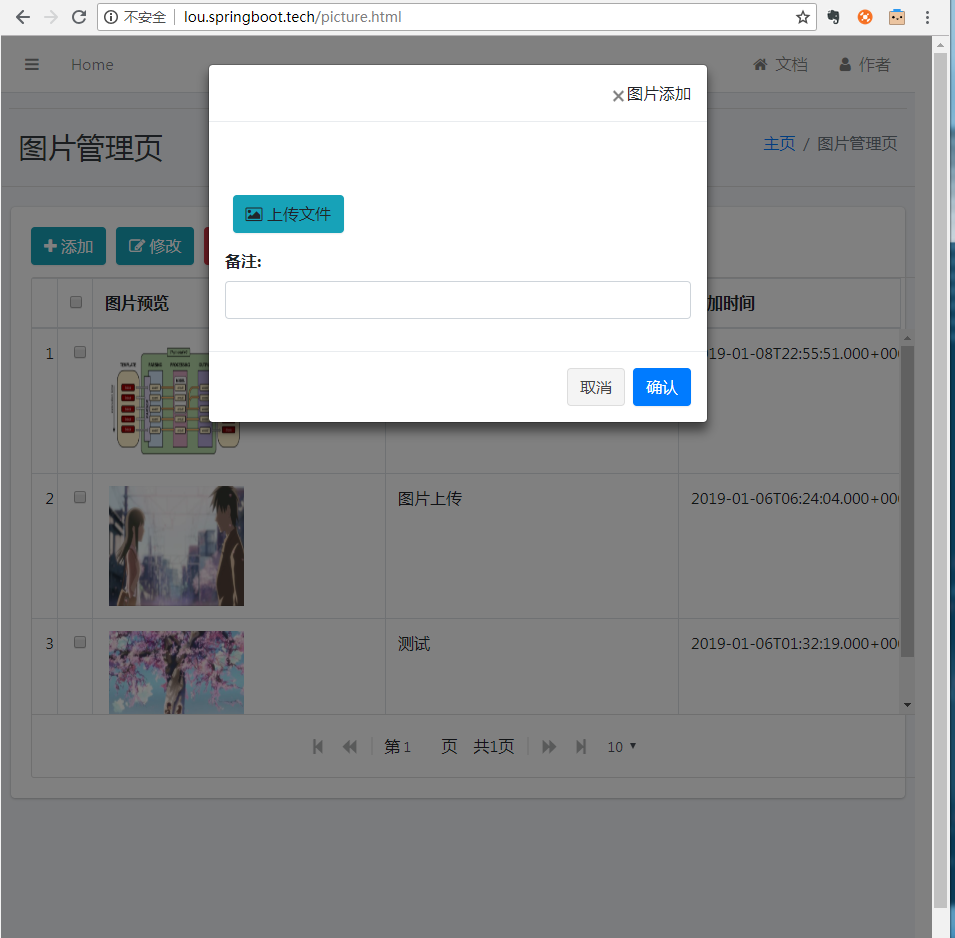 不安全 lou.springboot.tech/picture.html
Home 文档 作者
×图片添加
图片管理页 主页 / 图片管理页
上传文件
添加 修改
备注:
图片预览 加时间
取消 确认
1 19-01-08T22:55:51.000+00
2 图片上传 2019-01-06T06:24:04.000+00
3 测试 2019-01-06T01:32:19.000+00
第 1 页 共1页 10